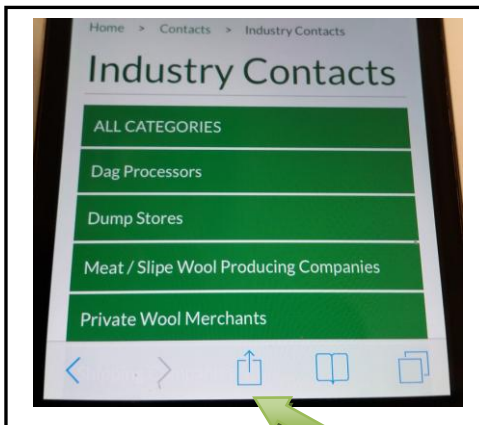 Home > Contacts > Industry Contacts
Industry Contacts
ALL CATEGORIES
Dag Processors
Dump Stores
Meat / Slipe Wool Producing Companies
Private Wool Merchants